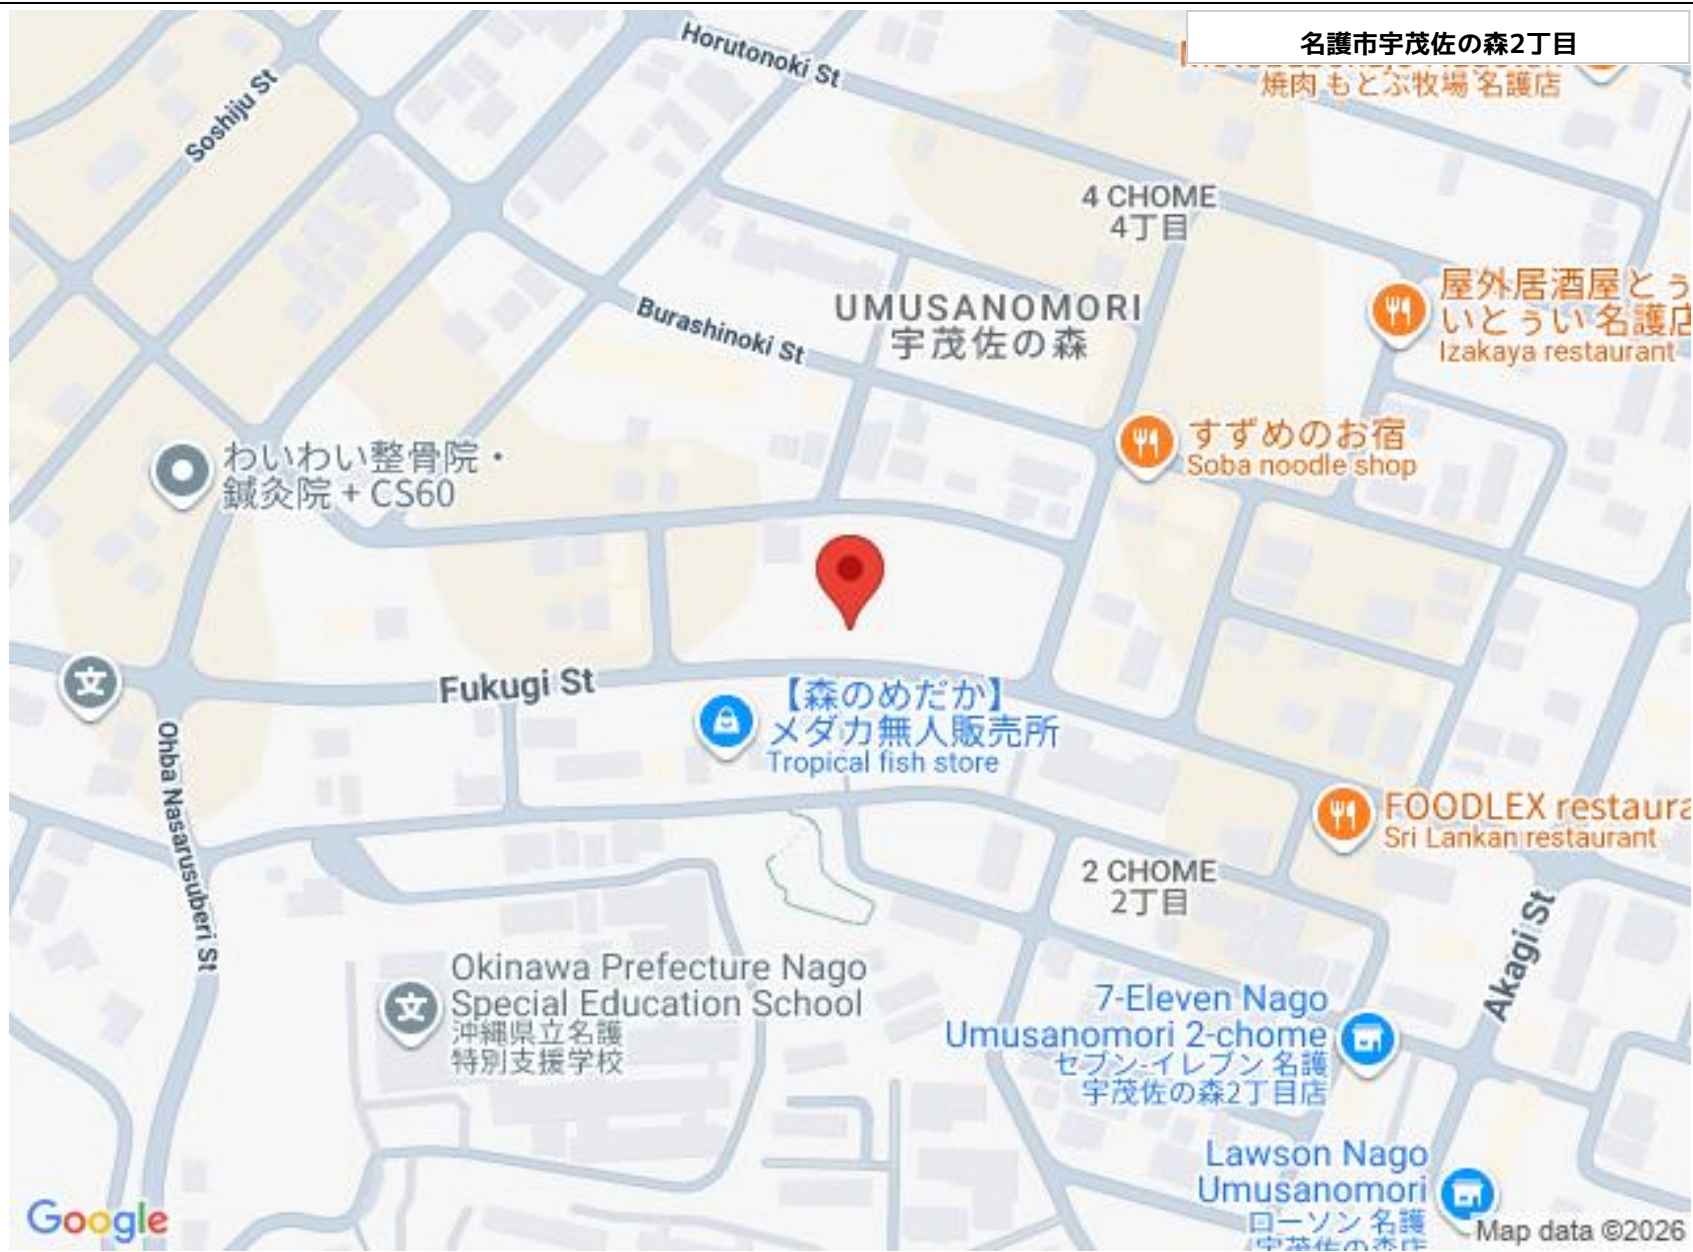 名護市宇茂佐の森2丁目
Horutonoki St
焼肉 もとぶ牧場 名護店
Soshiju St
4 CHOME
4丁目
屋外居酒屋とぅ
いとぅい 名護店
Izakaya restaurant
UMUSANOMORI
宇茂佐の森
Burashinoki St
すずめのお宿
Soba noodle shop
わいわい整骨院・
鍼灸院 + CS60
Fukugi St
【森のめだか】
メダカ無人販売所
Tropical fish store
Ohba Nasarusuberi St
FOODLEX restaura
Sri Lankan restaurant
2 CHOME
2丁目
Akagi St
Okinawa Prefecture Nago
Special Education School
沖縄県立名護
特別支援学校
7-Eleven Nago
Umusanomori 2-chome
セブン-イレブン 名護
宇茂佐の森2丁目店
Lawson Nago
Umusanomori
ローソン 名護
宇茂佐の森店
Google
Map data ©2026